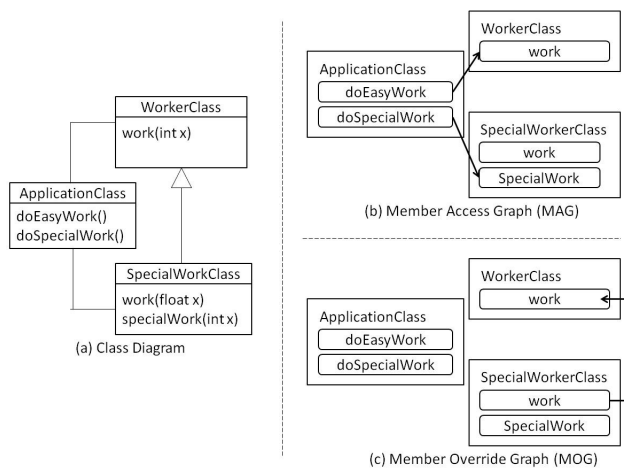 WorkerClass
work(int x)
ApplicationClass
doEasyWork()
doSpecialWork()
SpecialWorkClass
work(float x)
specialWork(int x)
(a) Class Diagram
WorkerClass
work
ApplicationClass
doEasyWork
doSpecialWork
SpecialWorkerClass
work
SpecialWork
(b) Member Access Graph (MAG)
WorkerClass
work
ApplicationClass
doEasyWork
doSpecialWork
SpecialWorkerClass
work
SpecialWork
(c) Member Override Graph (MOG)